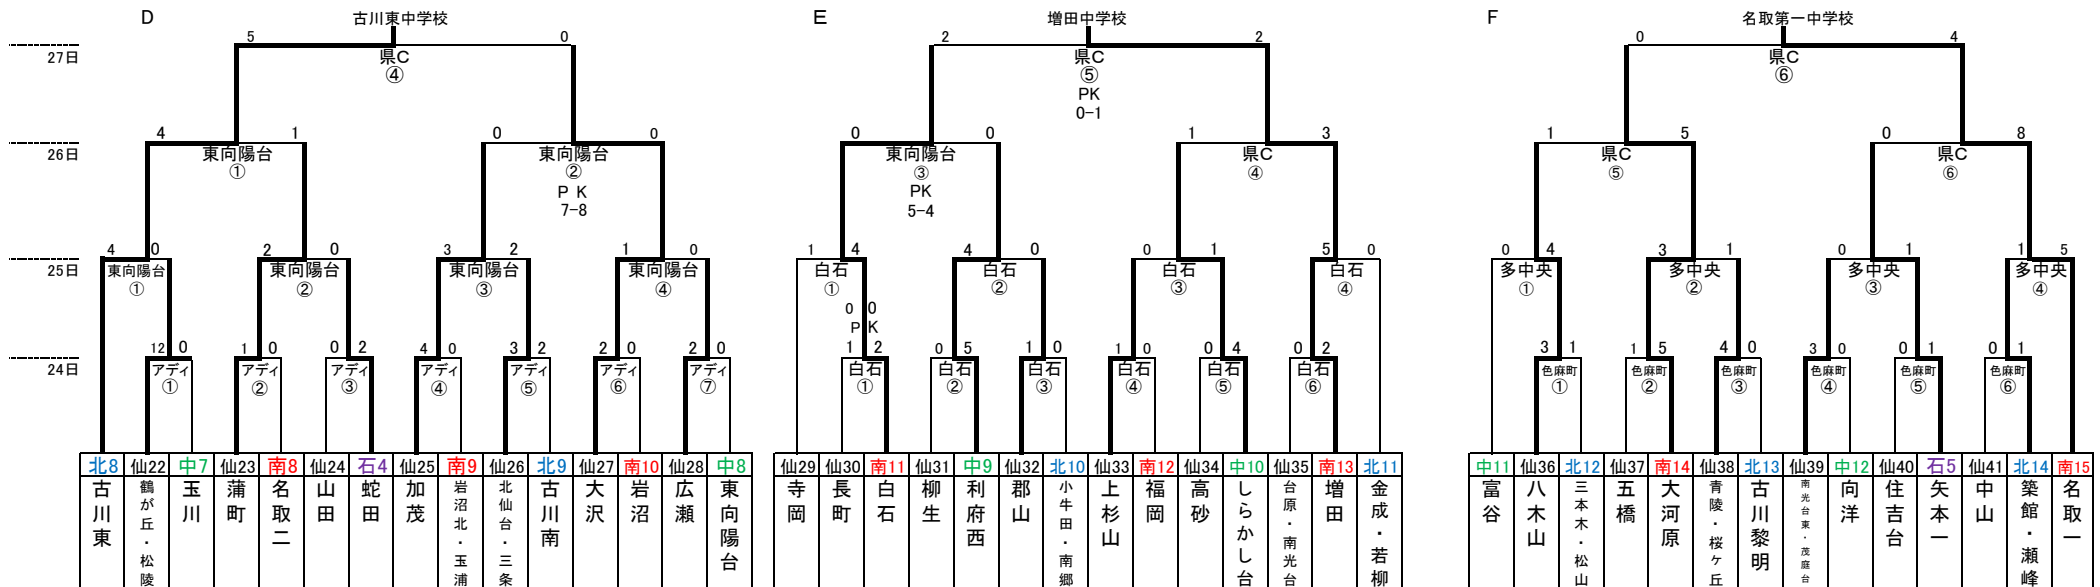 D 古川東中学校 E 増田中学校 F 名取第一中学校
5 0 2 2 0 4
27日 県C 県C 県C
④ ⑤ ⑥
PK
0-1
4 1 0 0 0 0 1 3 1 5 0 8
26日 東向陽台 東向陽台 東向陽台 県C 県C 県C
① ② ③ ④ ⑤ ⑥
PK PK
7-8 5-4
4 0 2 0 3 2 1 0 1 4 4 0 0 1 5 0 0 4 3 1 0 1 1 5
25日 東向陽台 東向陽台 東向陽台 東向陽台 白石 白石 白石 白石 多中央 多中央 多中央 多中央
① ② ③ ④ ① ② ③ ④ ① ② ③ ④
0 0
PK
12 0 1 0 0 2 4 0 3 2 2 0 2 0 1 2 0 5 1 0 1 0 0 4 0 2 3 1 1 5 4 0 3 0 0 1 0 1
24日 アディ アディ アディ アディ アディ アディ アディ 白石 白石 白石 白石 白石 白石 色麻町 色麻町 色麻町 色麻町 色麻町 色麻町
① ② ③ ④ ⑤ ⑥ ⑦ ① ② ③ ④ ⑤ ⑥ ① ② ③ ④ ⑤ ⑥
北8 仙22 中7 仙23 南8 仙24 石4 仙25 南9 仙26 北9 仙27 南10 仙28 中8 仙29 仙30 南11 仙31 中9 仙32 北10 仙33 南12 仙34 中10 仙35 南13 北11 中11 仙36 北12 仙37 南14 仙38 北13 仙39 中12 仙40 石5 仙41 北14 南15
古川東
鶴が丘・松陵
玉川
蒲町
名取二
山田
蛇田
加茂
岩沼北・玉浦
北仙台・三条
古川南
大沢
岩沼
広瀬
東向陽台
寺岡
長町
白石
柳生
利府西
郡山
小牛田・南郷
上杉山
福岡
高砂
しらかし台
台原・南光台
増田
金成・若柳
富谷
八木山
三本木・松山
五橋
大河原
青陵・桜ケ丘
古川黎明
南光台東・茂庭台
向洋
住吉台
矢本一
中山
築館・瀬峰
名取一